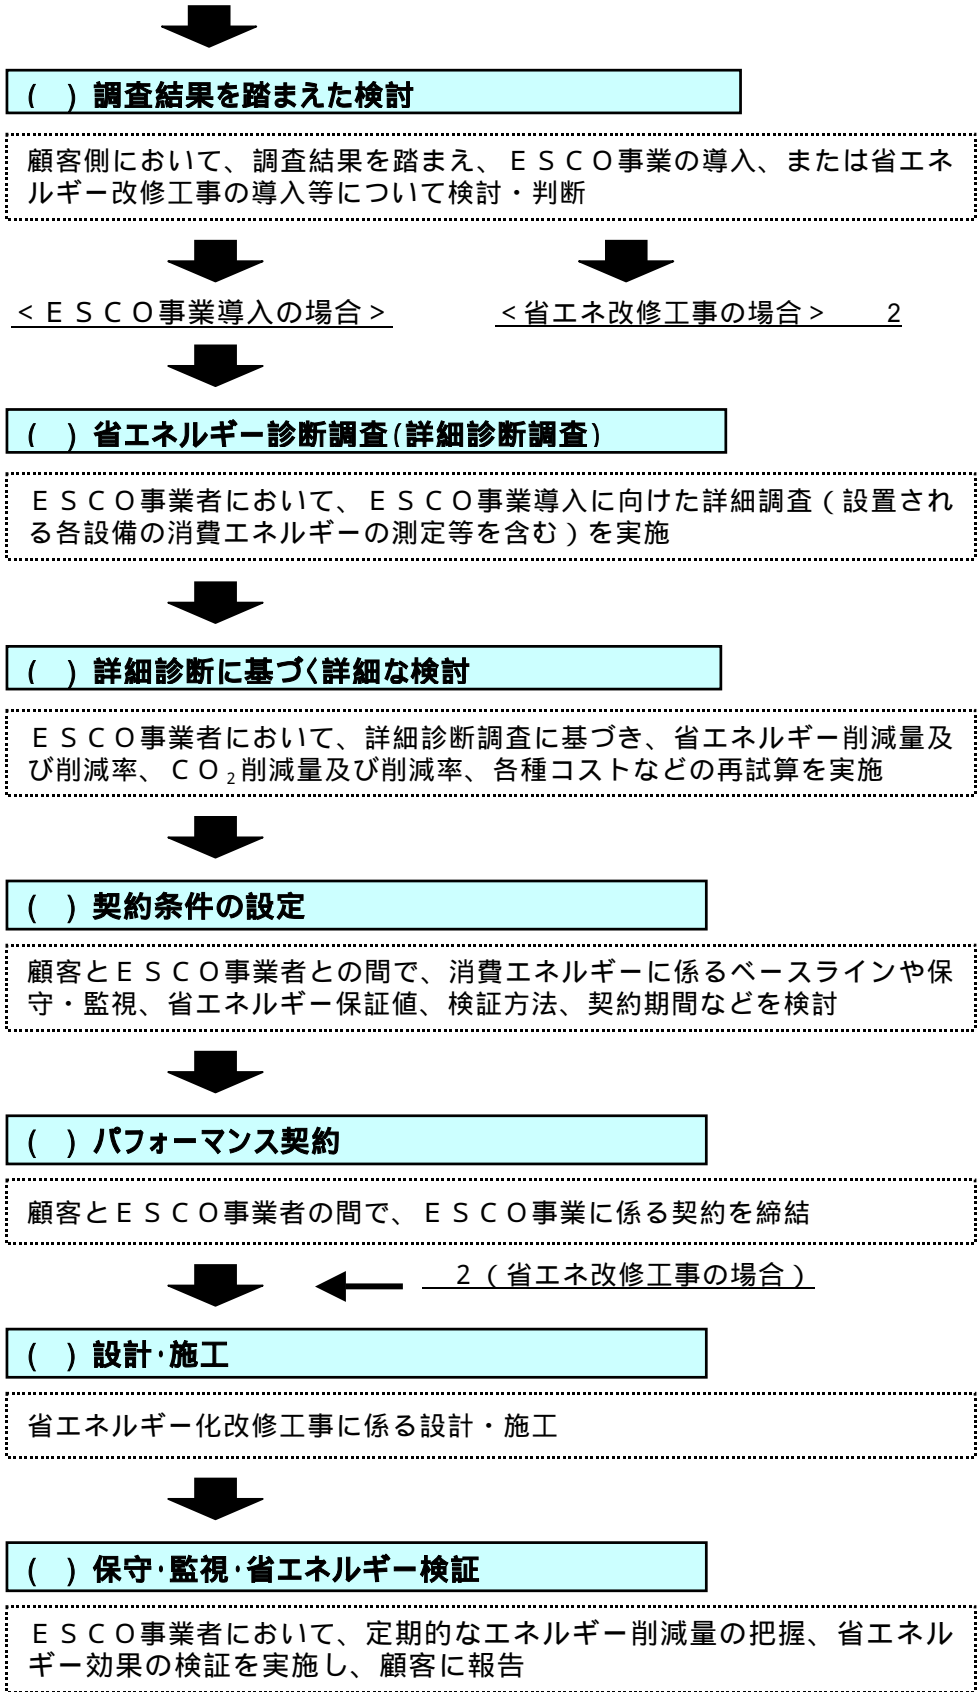 (　) 調査結果を踏まえた検討
顧客側において、調査結果を踏まえ、ＥＳＣＯ事業の導入、または省エネ
ルギー改修工事の導入等について検討・判断
＜ＥＳＣＯ事業導入の場合＞
＜省エネ改修工事の場合＞　　2
(　) 省エネルギー診断調査(詳細診断調査)
ＥＳＣＯ事業者において、ＥＳＣＯ事業導入に向けた詳細調査（設置され
る各設備の消費エネルギーの測定等を含む）を実施
(　) 詳細診断に基づく詳細な検討
ＥＳＣＯ事業者において、詳細診断調査に基づき、省エネルギー削減量及
び削減率、ＣＯ₂削減量及び削減率、各種コストなどの再試算を実施
(　) 契約条件の設定
顧客とＥＳＣＯ事業者との間で、消費エネルギーに係るベースラインや保
守・監視、省エネルギー保証値、検証方法、契約期間などを検討
(　) パフォーマンス契約
顧客とＥＳＣＯ事業者の間で、ＥＳＣＯ事業に係る契約を締結
2（省エネ改修工事の場合）
(　) 設計・施工
省エネルギー化改修工事に係る設計・施工
(　) 保守・監視・省エネルギー検証
ＥＳＣＯ事業者において、定期的なエネルギー削減量の把握、省エネル
ギー効果の検証を実施し、顧客に報告